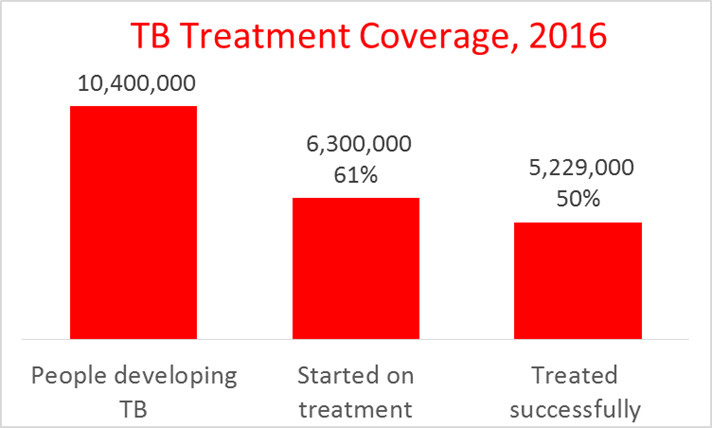 TB Treatment Coverage, 2016
10,400,000
6,300,000
61%
5,229,000
50%
People developing
TB
Started on
treatment
Treated
successfully